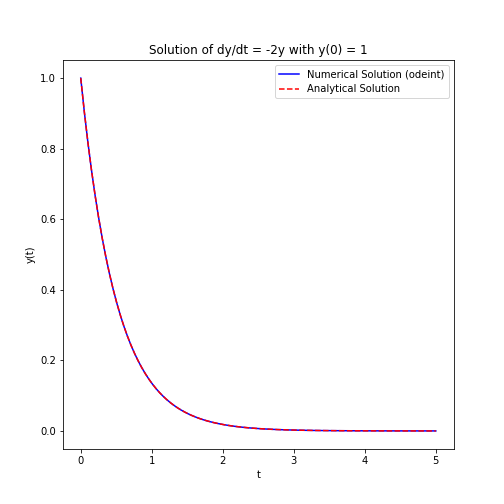 Solution of dy/dt = -2y with y(0) = 1
Numerical Solution (odeint)
Analytical Solution
1.0
0.8
0.6
0.4
0.2
0.0
y(t)
0 1 2 3 4 5
t